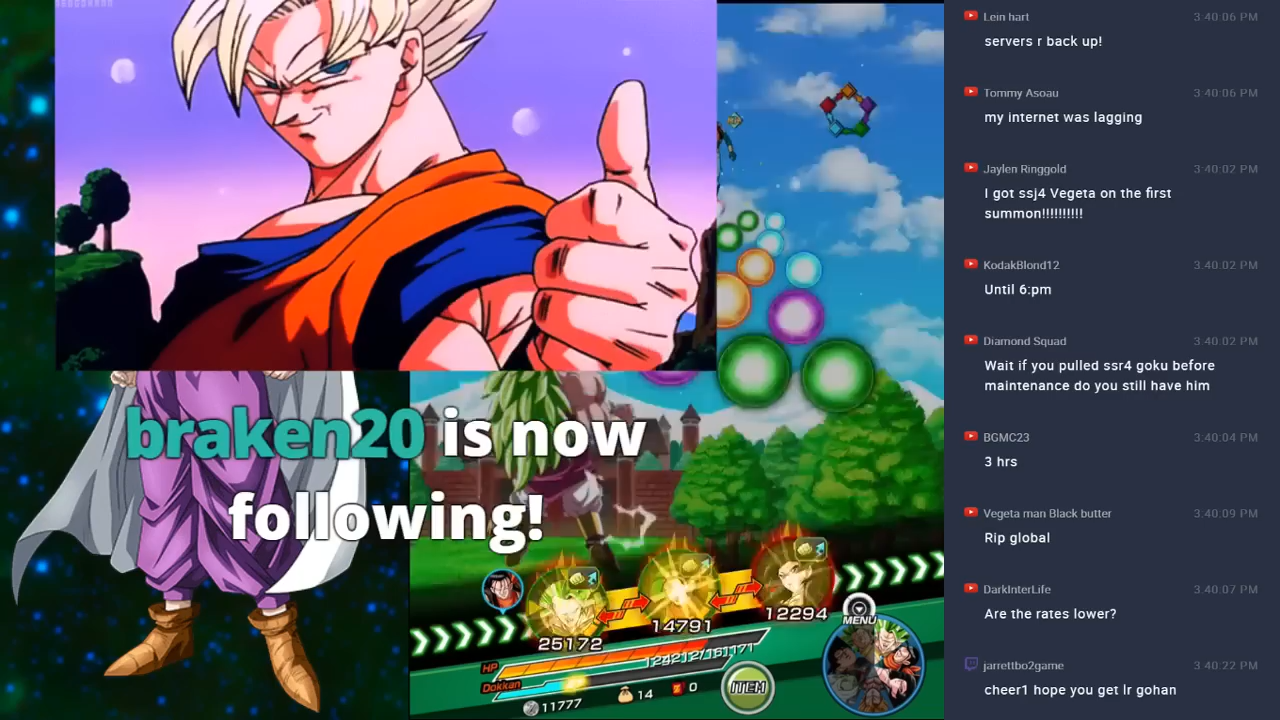 braken20 is now
following!
25172
14791
12294
MENU
HP
124212/161171
Dokkan
ITEM
11777
14
0
Lein hart 3:40:06 PM
servers r back up!
Tommy Asoau 3:40:06 PM
my internet was lagging
Jaylen Ringgold 3:40:02 PM
I got ssj4 Vegeta on the first
summon!!!!!!!!!!
KodakBlond12 3:40:02 PM
Until 6:pm
Diamond Squad 3:40:02 PM
Wait if you pulled ssr4 goku before
maintenance do you still have him
BGMC23 3:40:04 PM
3 hrs
Vegeta man Black butter 3:40:09 PM
Rip global
DarkInterLife 3:40:07 PM
Are the rates lower?
jarrettbo2game 3:40:22 PM
cheer1 hope you get lr gohan